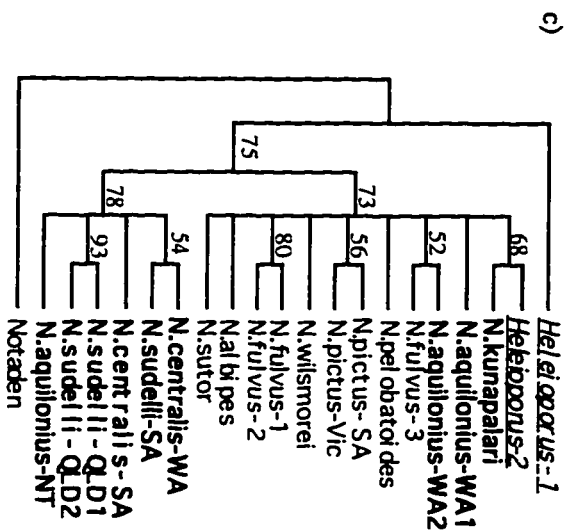 c)
Heleioporus-1
Heleioporus-2
N.kunapalari
N.aquilonius-WA1
N.aquilonius-WA2
N.fulvus-3
N.pelobatoides
N.pictus-SA
N.pictus-Vic
N.wilsmorei
N.fulvus-1
N.fulvus-2
N.albipes
N.sutor
N.centralis-WA
N.sudelli-SA
N.centralis-SA
N.sudelli-QLD1
N.sudelli-QLD2
N.aquilonius-NT
Notaden
68
52
56
80
54
93
73
78
75